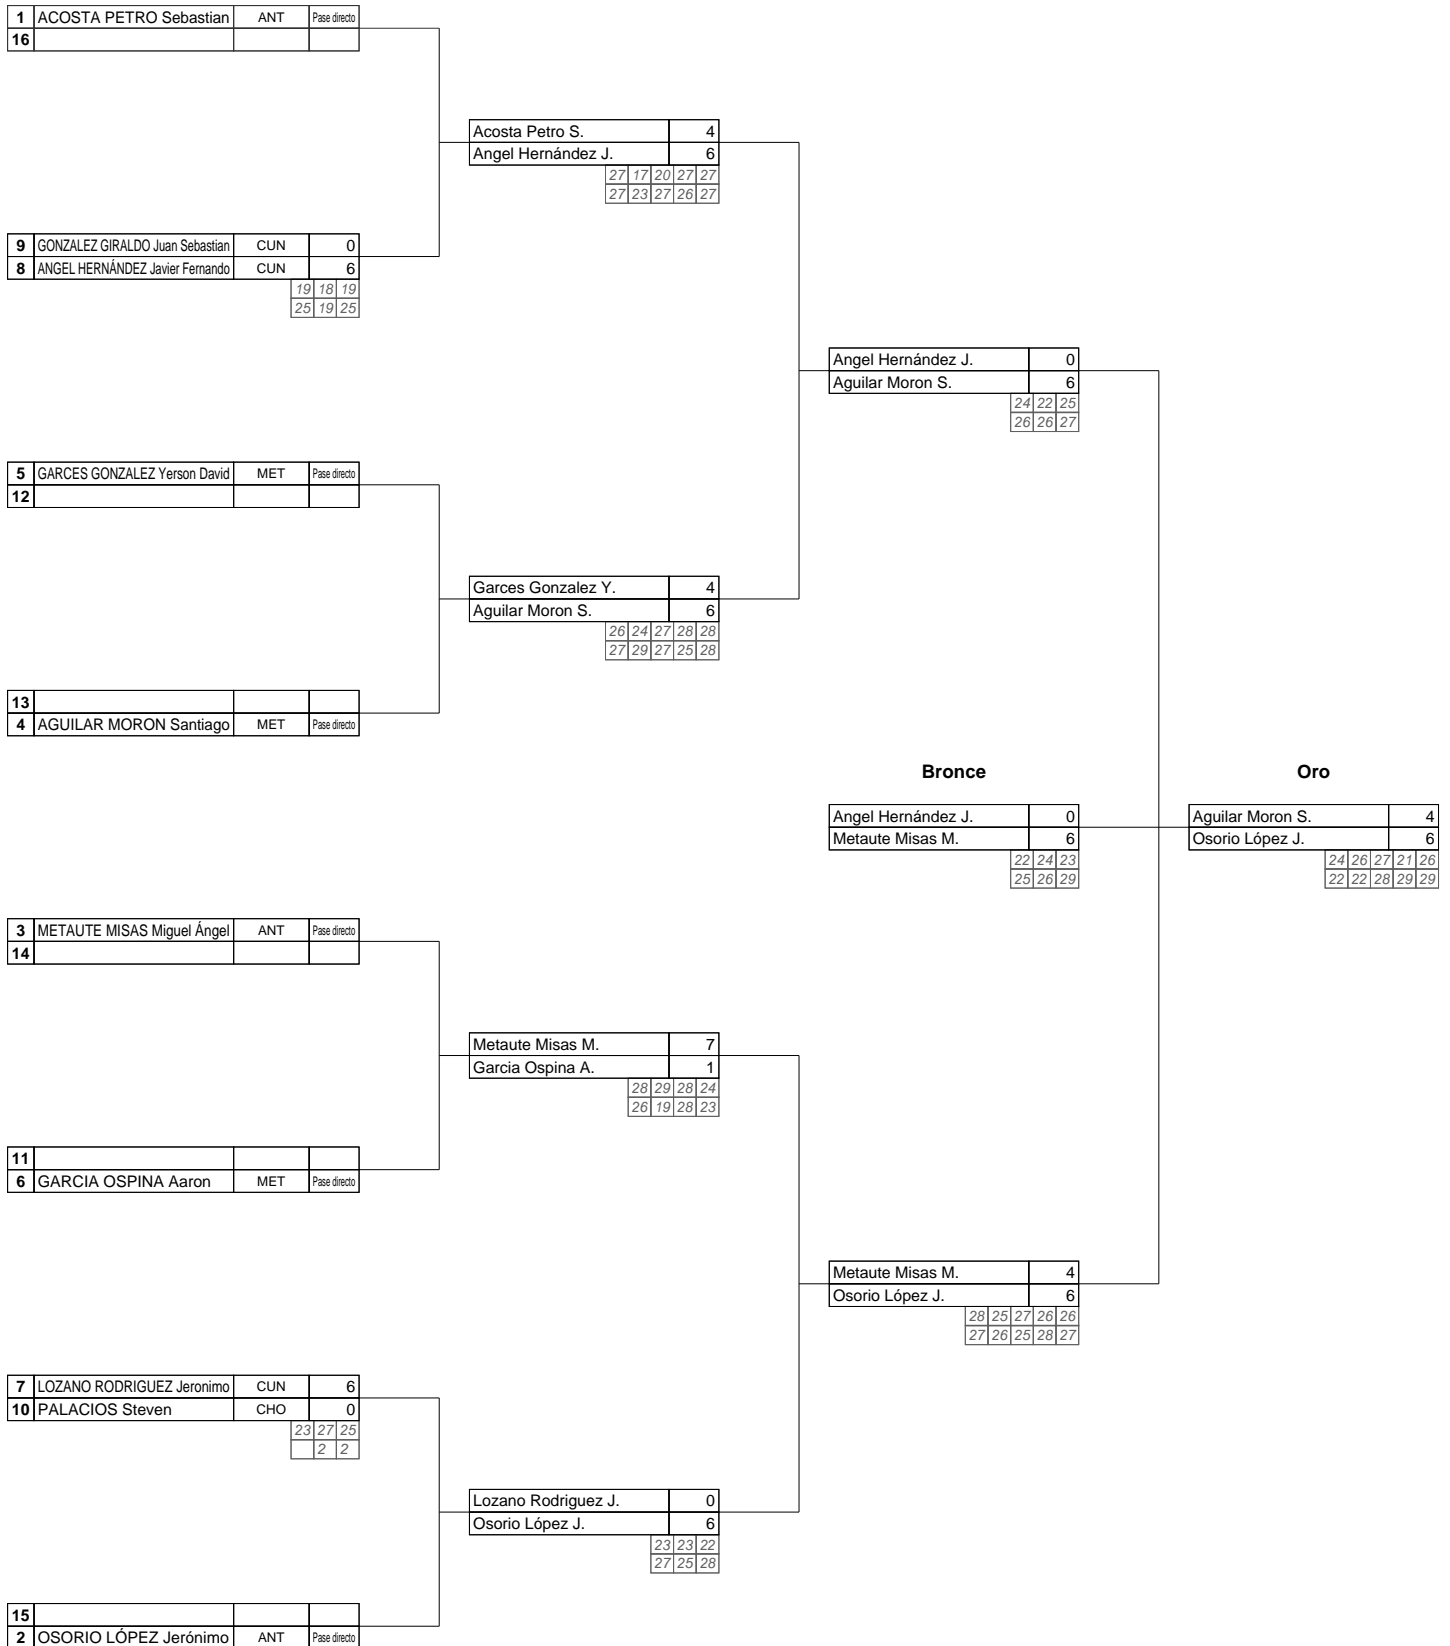 1 ACOSTA PETRO Sebastian ANT Pase directo
16
Acosta Petro S. 4
Angel Hernández J. 6
27 17 20 27 27
27 23 27 26 27
9 GONZALEZ GIRALDO Juan Sebastian CUN 0
8 ANGEL HERNÁNDEZ Javier Fernando CUN 6
19 18 19
25 19 25
Angel Hernández J. 0
Aguilar Moron S. 6
24 22 25
26 26 27
5 GARCES GONZALEZ Yerson David MET Pase directo
12
Garces Gonzalez Y. 4
Aguilar Moron S. 6
26 24 27 28 28
27 29 27 25 28
13
4 AGUILAR MORON Santiago MET Pase directo
Bronce Oro
Angel Hernández J. 0 Aguilar Moron S. 4
Metaute Misas M. 6 Osorio López J. 6
22 24 23 24 26 27 21 26
25 26 29 22 22 28 29 29
3 METAUTE MISAS Miguel Ángel ANT Pase directo
14
Metaute Misas M. 7
Garcia Ospina A. 1
28 29 28 24
26 19 28 23
11
6 GARCIA OSPINA Aaron MET Pase directo
Metaute Misas M. 4
Osorio López J. 6
28 25 27 26 26
27 26 25 28 27
7 LOZANO RODRIGUEZ Jeronimo CUN 6
10 PALACIOS Steven CHO 0
23 27 25
2 2
Lozano Rodriguez J. 0
Osorio López J. 6
23 23 22
27 25 28
15
2 OSORIO LÓPEZ Jerónimo ANT Pase directo